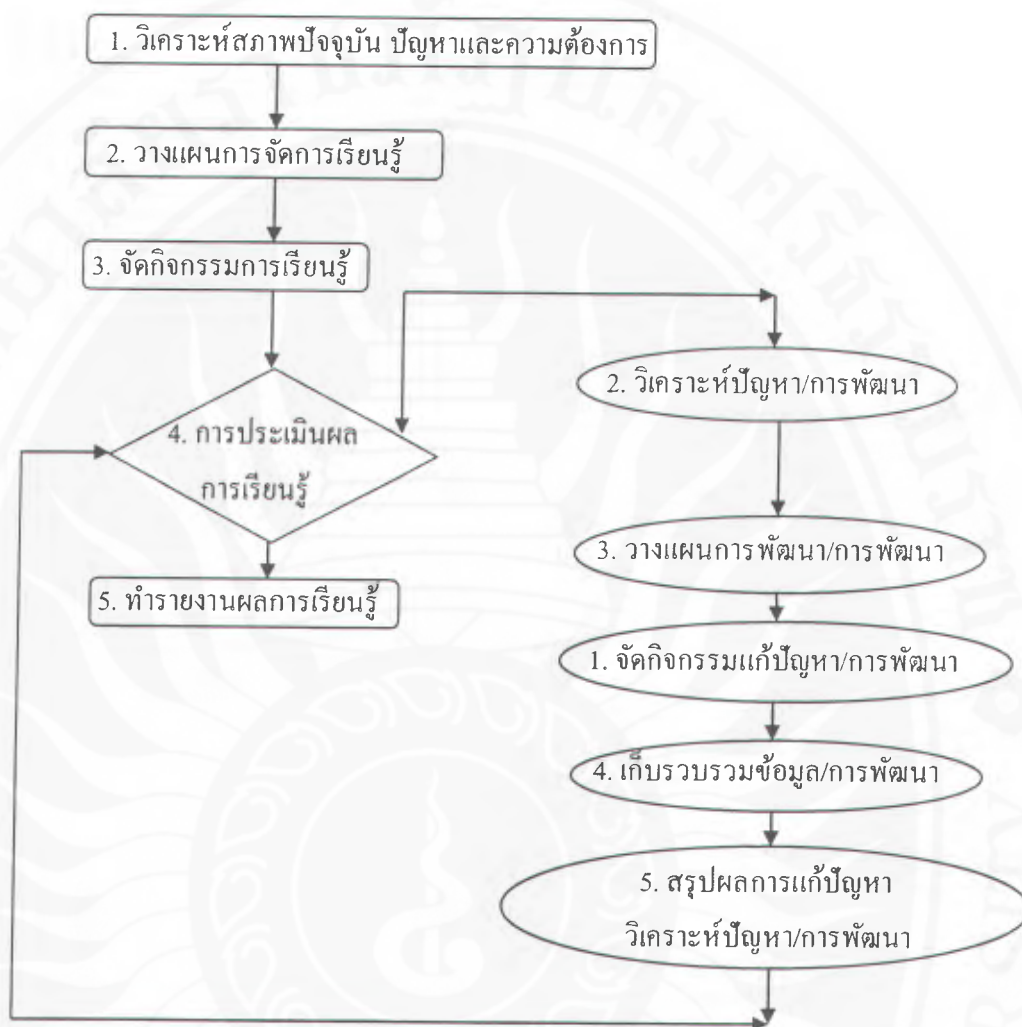 1. วิเคราะห์สภาพปัจจุบัน ปัญหาและความต้องการ
2. วางแผนการจัดการเรียนรู้
3. จัดกิจกรรมการเรียนรู้
4. การประเมินผล
การเรียนรู้
5. ทำรายงานผลการเรียนรู้
2. วิเคราะห์ปัญหา/การพัฒนา
3. วางแผนการพัฒนา/การพัฒนา
1. จัดกิจกรรมแก้ปัญหา/การพัฒนา
4. เก็บรวบรวมข้อมูล/การพัฒนา
5. สรุปผลการแก้ปัญหา
วิเคราะห์ปัญหา/การพัฒนา